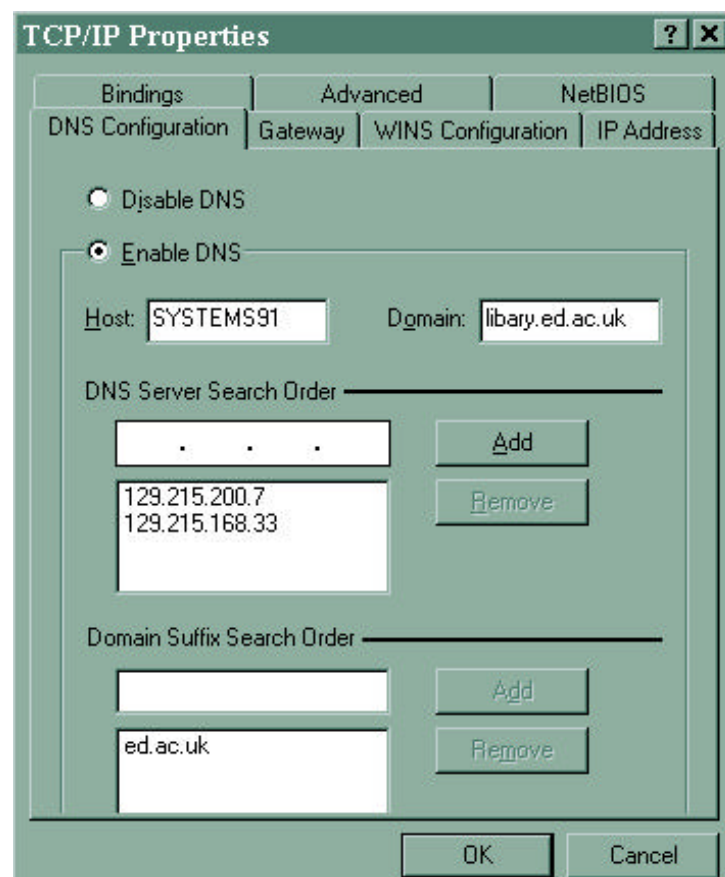 TCP/IP Properties
Bindings Advanced NetBIOS
DNS Configuration Gateway WINS Configuration IP Address
Disable DNS
Enable DNS
Host: SYSTEMS91 Domain: libary.ed.ac.uk
DNS Server Search Order
. . . Add
129.215.200.7 Remove
129.215.168.33
Domain Suffix Search Order
Add
ed.ac.uk Remove
OK Cancel